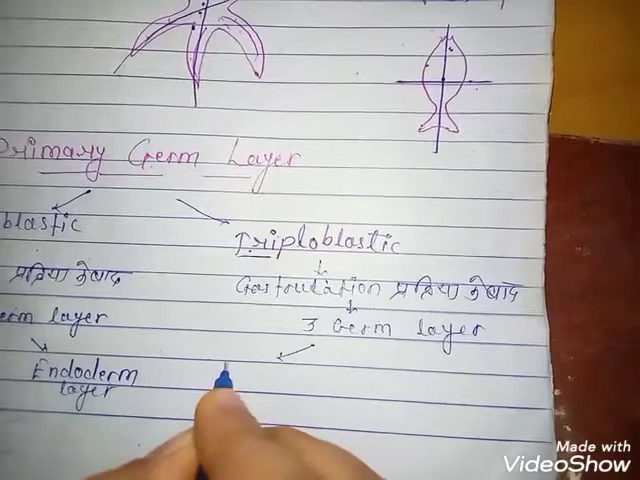 Primary Germ Layer
blastic
Triploblastic
प्रक्रिया के बाद
Gastrulation प्रक्रिया के बाद
erm layer
3 Germ layer
Endoderm
layer
Made with
VideoShow